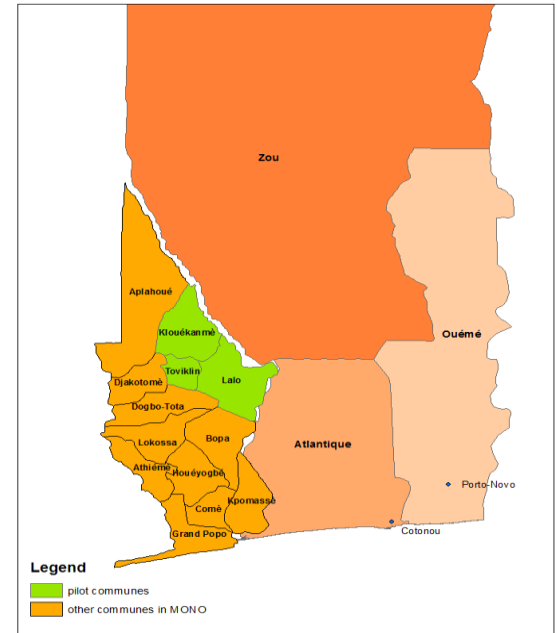 Zou
Aplahoué
Klouékanmè
Ouémé
Toviklin
Lalo
Djakotomè
Dogbo-Tota
Lokossa
Bopa
Atlantique
Athiémé
Houéyogbé
Porto-Novo
Kpomassè
Comè
Cotonou
Grand Popo
Legend
pilot communes
other communes in MONO